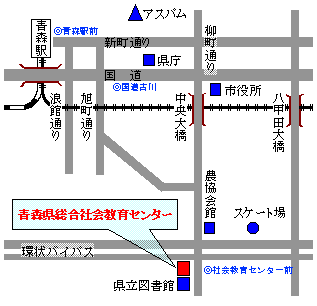 アスパム
青森駅
◎青森駅前
新町通り
柳町通り
県庁
国道
市役所
◎国道古川
浪館通り
旭町通り
中央大橋
八甲田大橋
農協会館
スケート場
青森県総合社会教育センター
環状バイパス
◎社会教育センター前
県立図書館